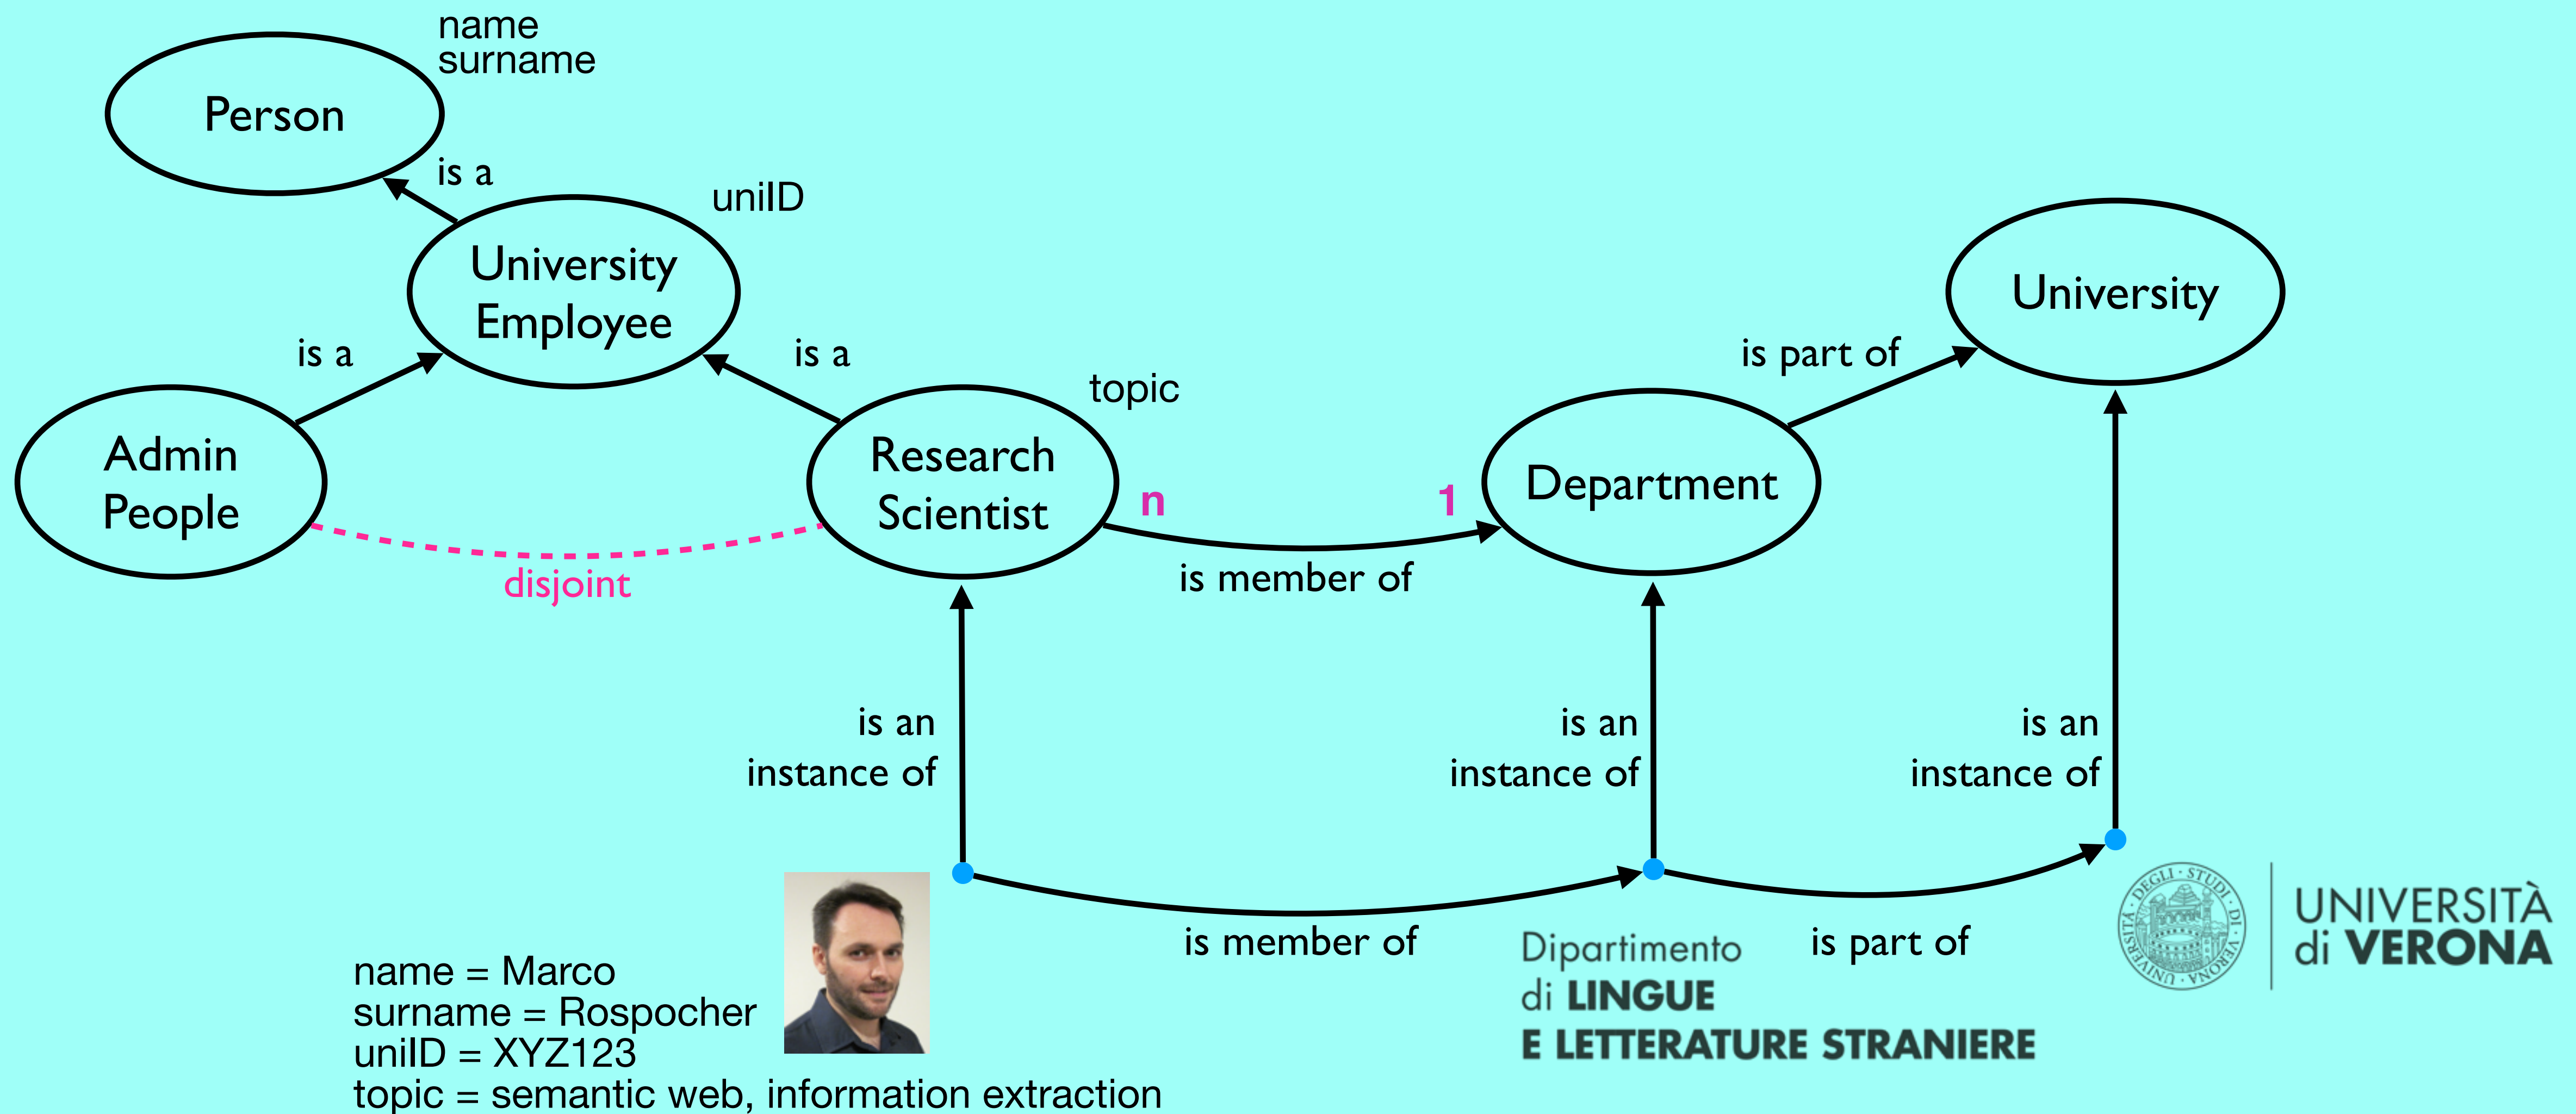 name
surname
Person
is a
uniID
University
Employee
University
is a
is a
is part of
topic
Admin
People
Research
Scientist
n
1
Department
disjoint
is member of
is an
instance of
is an
instance of
is an
instance of
UNIVERSITÀ
di VERONA
is member of
Dipartimento
di LINGUE
E LETTERATURE STRANIERE
is part of
name = Marco
surname = Rospocher
uniID = XYZ123
topic = semantic web, information extraction